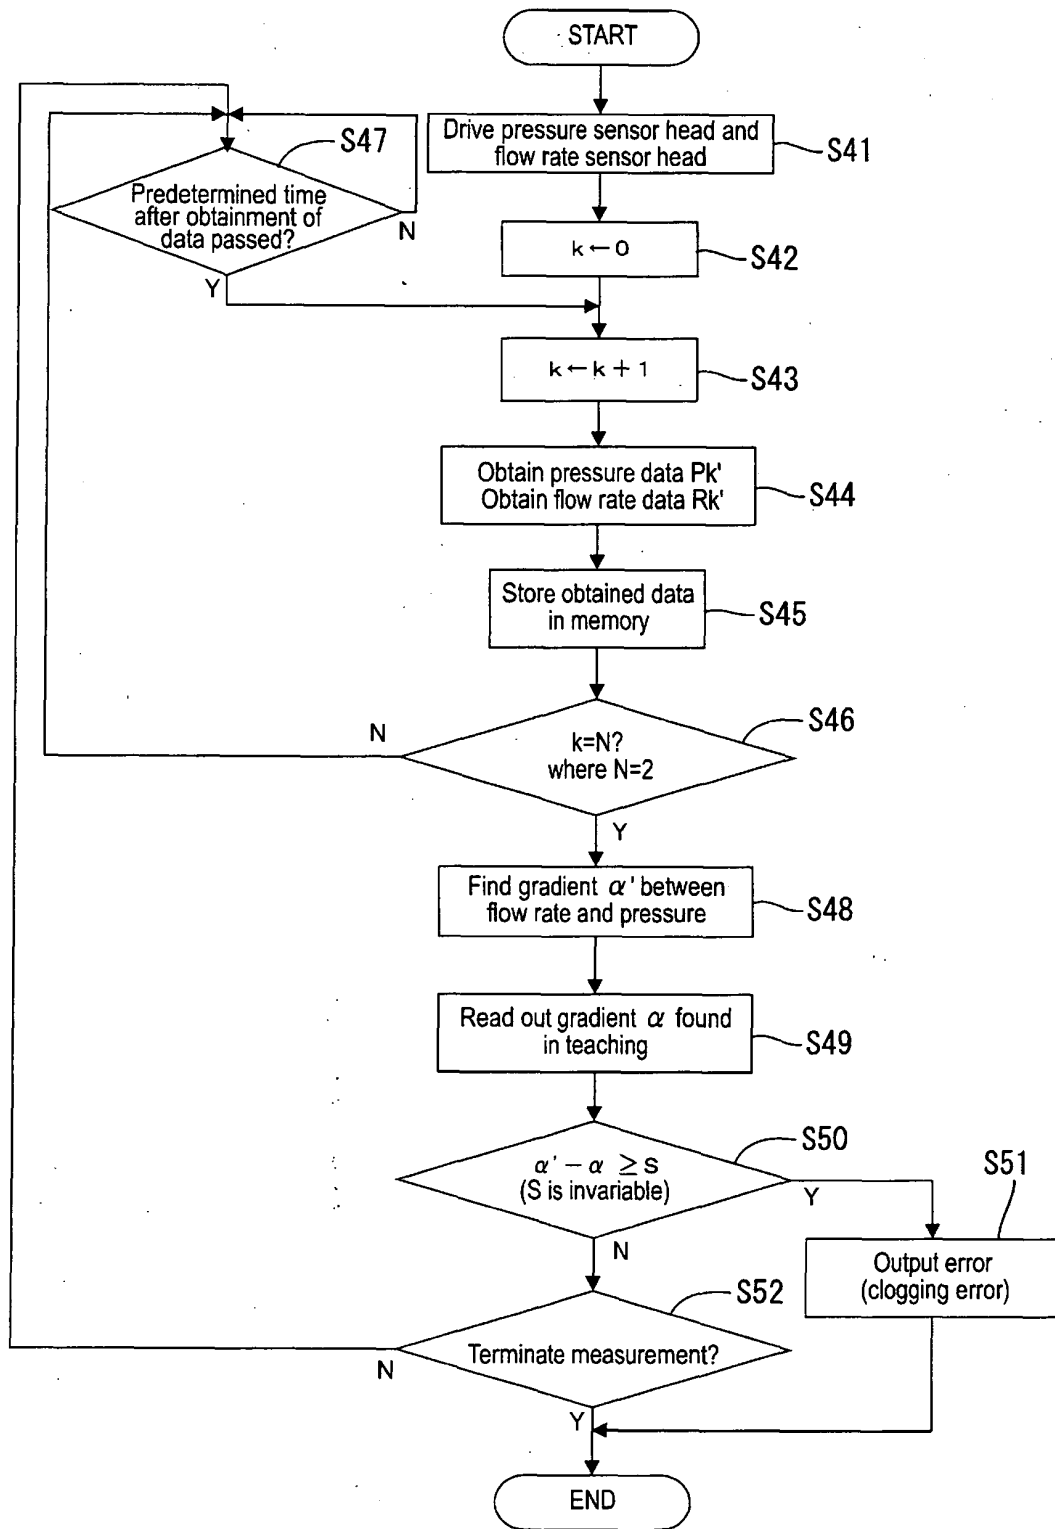 START
Drive pressure sensor head and
flow rate sensor head
S41
S47
Predetermined time
after obtainment of
data passed?
N
Y
k←0
S42
k←k+1
S43
Obtain pressure data Pk'
Obtain flow rate data Rk'
S44
Store obtained data
in memory
S45
k=N?
where N=2
S46
N
Y
Find gradient α' between
flow rate and pressure
S48
Read out gradient α found
in teaching
S49
α' − α ≥ S
(S is invariable)
S50
Y
N
S51
Output error
(clogging error)
S52
Terminate measurement?
N
Y
END